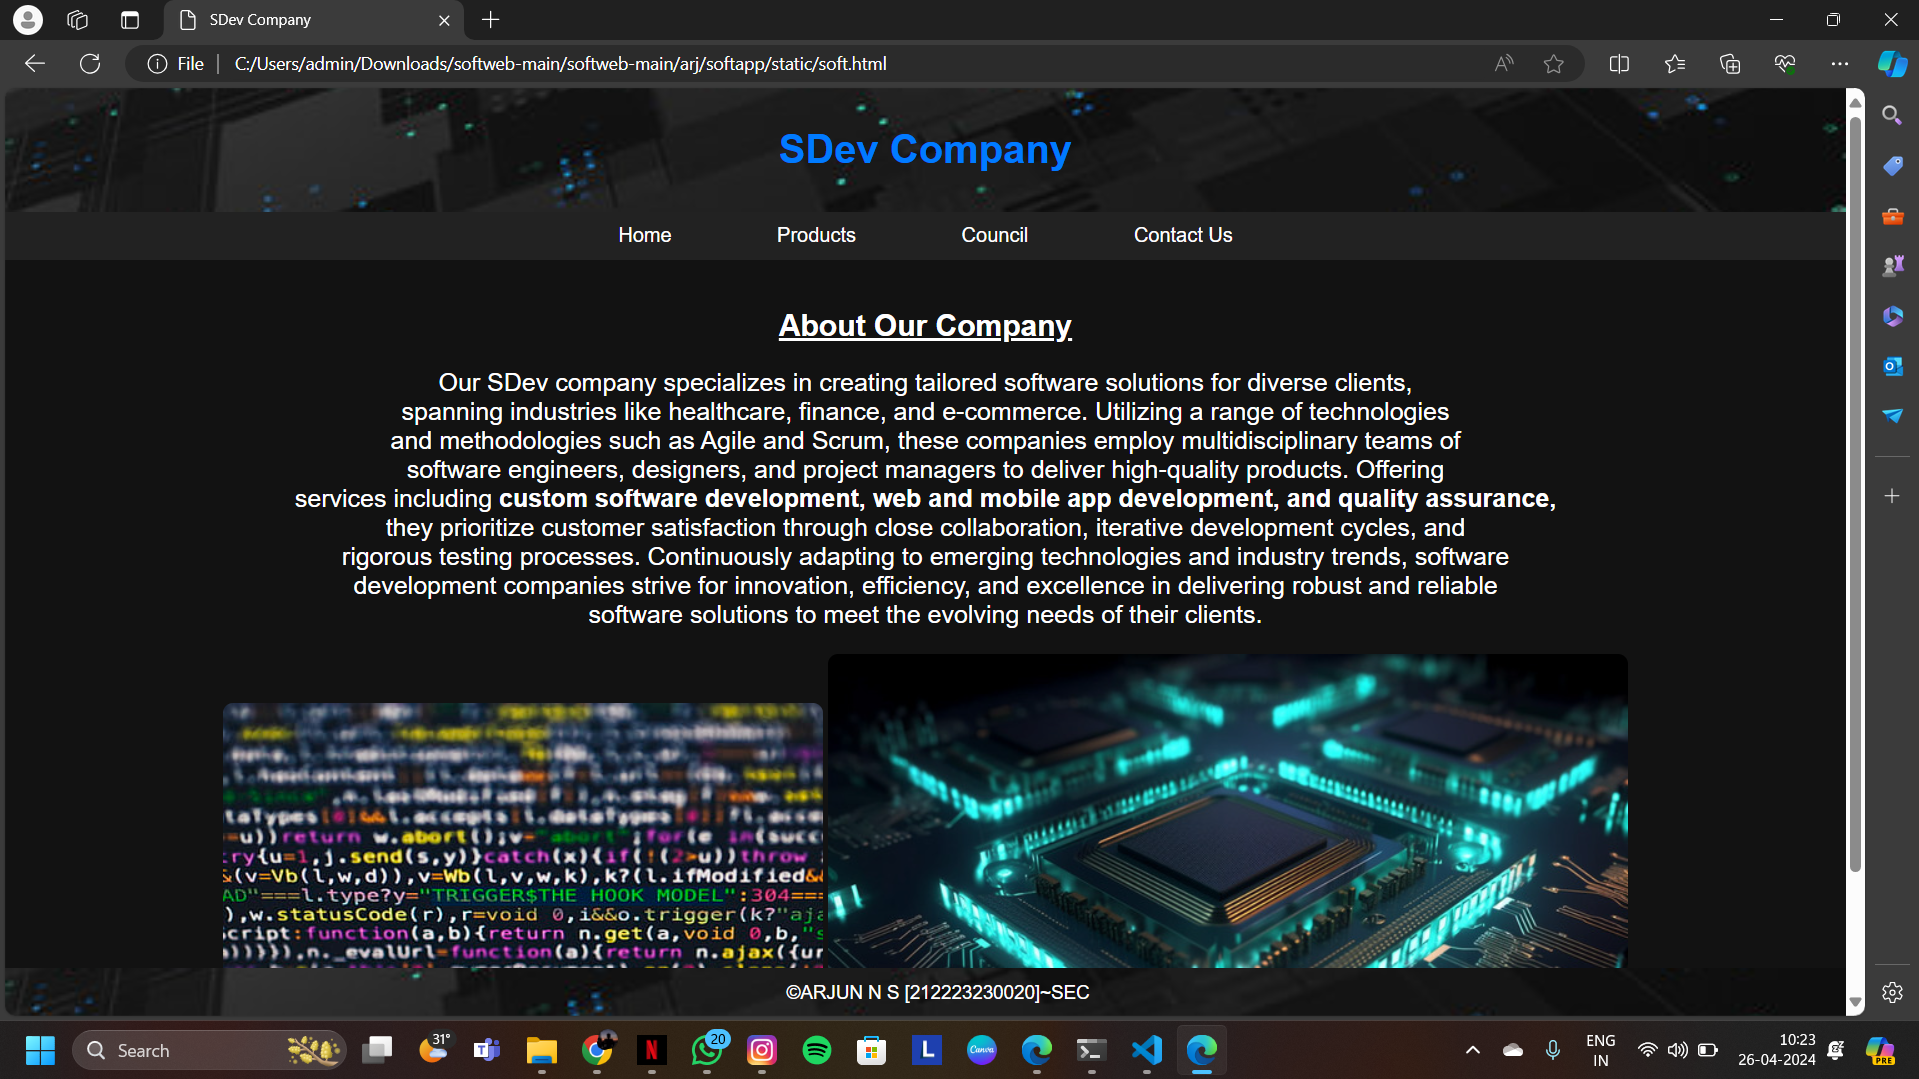 SDev Company
File
C:/Users/admin/Downloads/softweb-main/softweb-main/arj/softapp/static/soft.html
SDev Company
Home Products Council Contact Us
About Our Company
Our SDev company specializes in creating tailored software solutions for diverse clients,
spanning industries like healthcare, finance, and e-commerce. Utilizing a range of technologies
and methodologies such as Agile and Scrum, these companies employ multidisciplinary teams of
software engineers, designers, and project managers to deliver high-quality products. Offering
services including custom software development, web and mobile app development, and quality assurance,
they prioritize customer satisfaction through close collaboration, iterative development cycles, and
rigorous testing processes. Continuously adapting to emerging technologies and industry trends, software
development companies strive for innovation, efficiency, and excellence in delivering robust and reliable
software solutions to meet the evolving needs of their clients.
=u))return w.abort();v="abort";for(e in(succ
try{u=1,j.send(s,y)}catch(x){if(!(2>u))throw
&(v=Vb(l,w,d)),v=Wb(l,v,w,k),k?(l.ifModified&&
AD"===l.type?y="TRIGGER$THE HOOK MODEL":304===
),w.statusCode(r),r=void 0,i&&o.trigger(k?"aja
Script:function(a,b){return n.get(a,void 0,b,"s
))}}),n._evalUrl=function(a){return n.ajax({ur
©ARJUN N S [212223230020]~SEC
Search
31°
20
L
Canva
ENG
IN
10:23
26-04-2024
PRE